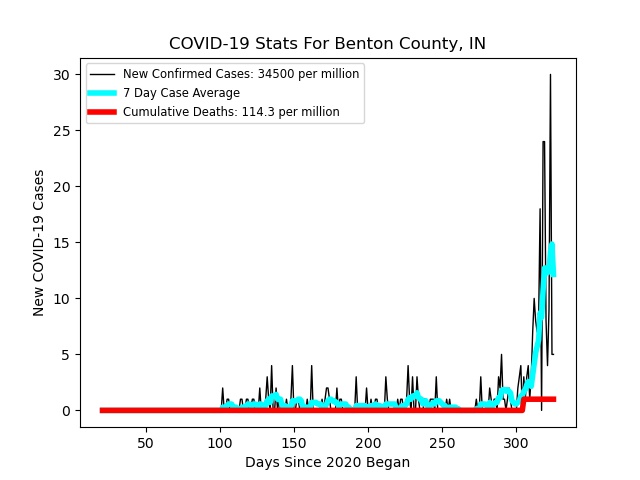 COVID-19 Stats For Benton County, IN
New Confirmed Cases: 34500 per million
7 Day Case Average
Cumulative Deaths: 114.3 per million
New COVID-19 Cases
30
25
20
15
10
5
0
50 100 150 200 250 300
Days Since 2020 Began